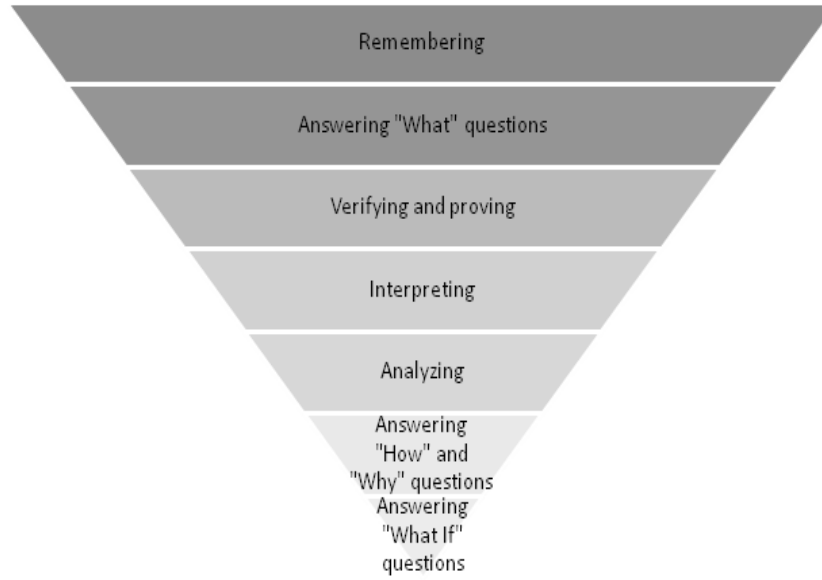 Remembering
Answering "What" questions
Verifying and proving
Interpreting
Analyzing
Answering
"How" and
"Why" questions
Answering
"What If"
questions